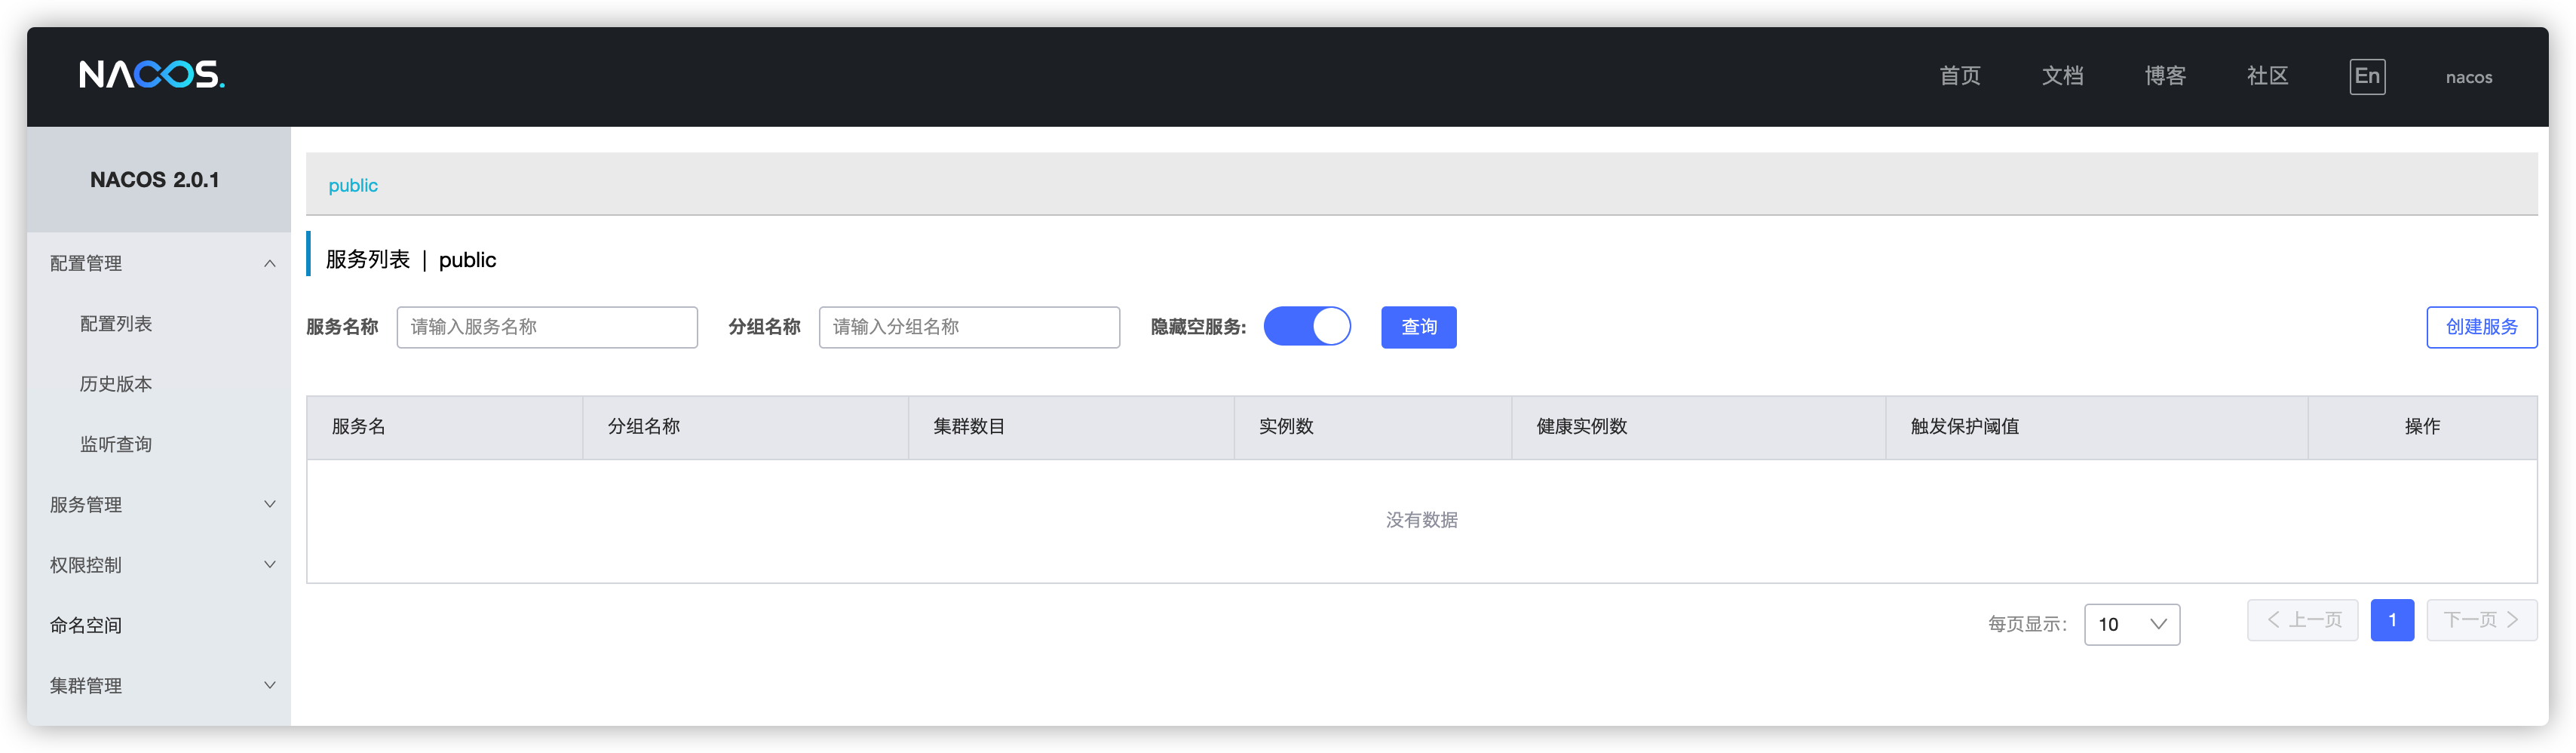 NACOS.
首页 文档 博客 社区 En nacos
NACOS 2.0.1
配置管理
配置列表
历史版本
监听查询
服务管理
权限控制
命名空间
集群管理
public
服务列表 | public
服务名称 请输入服务名称 分组名称 请输入分组名称 隐藏空服务: 查询 创建服务
服务名 分组名称 集群数目 实例数 健康实例数 触发保护阈值 操作
没有数据
每页显示: 10 上一页 1 下一页